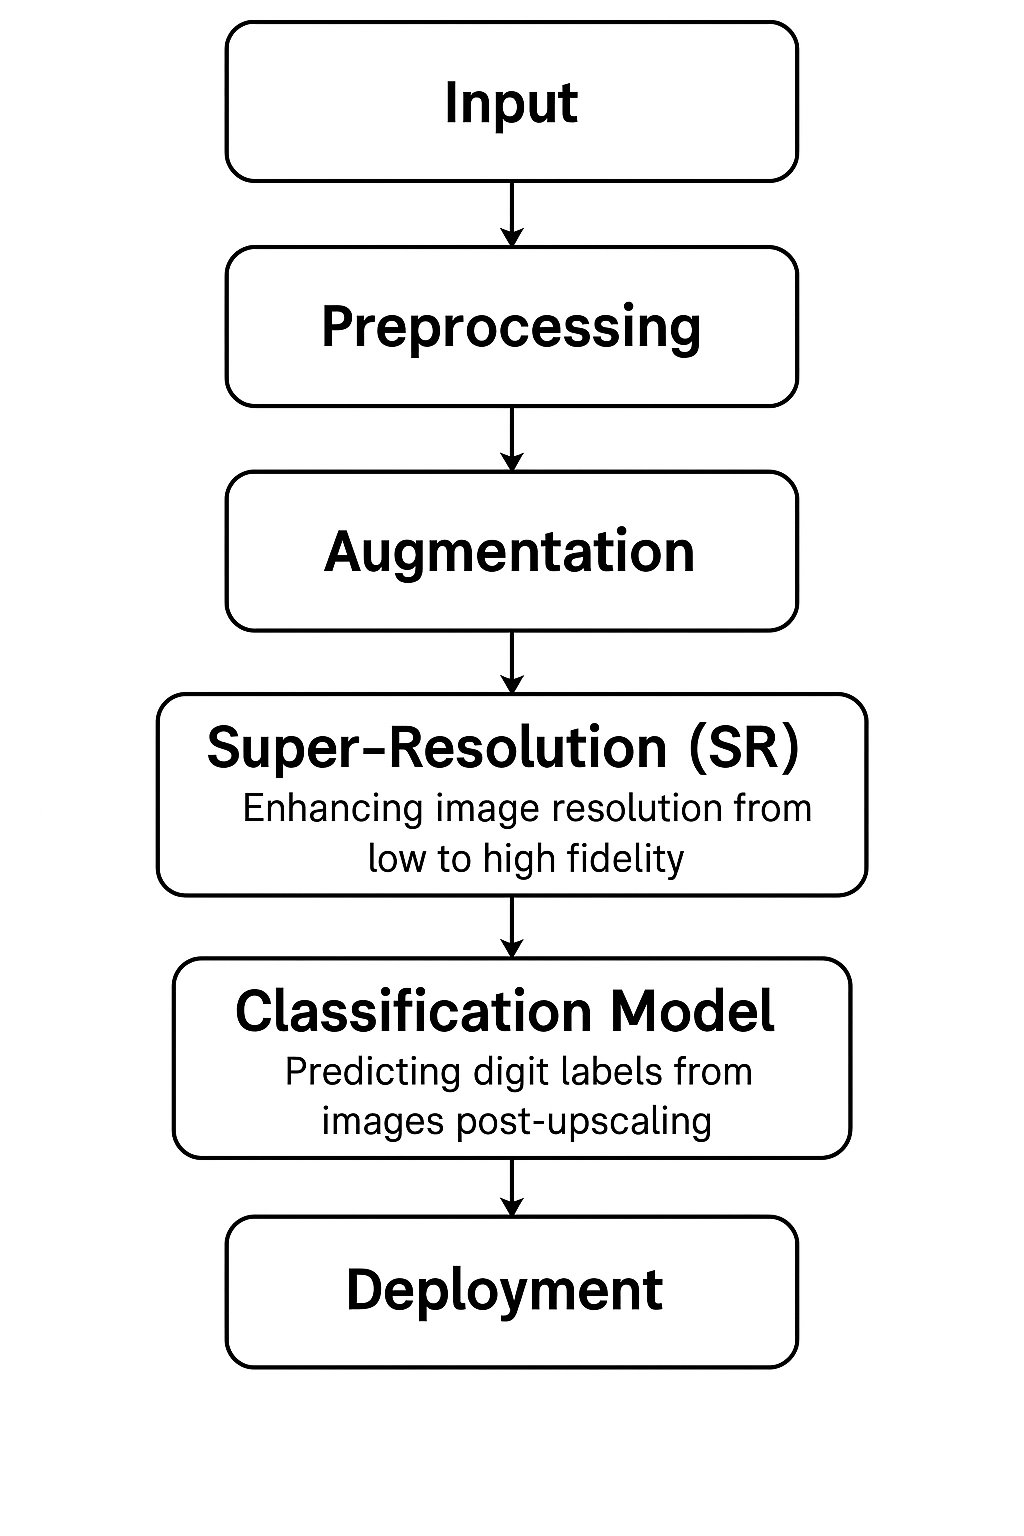 Input
Preprocessing
Augmentation
Super-Resolution (SR)
Enhancing image resolution from
low to high fidelity
Classification Model
Predicting digit labels from
images post-upscaling
Deployment